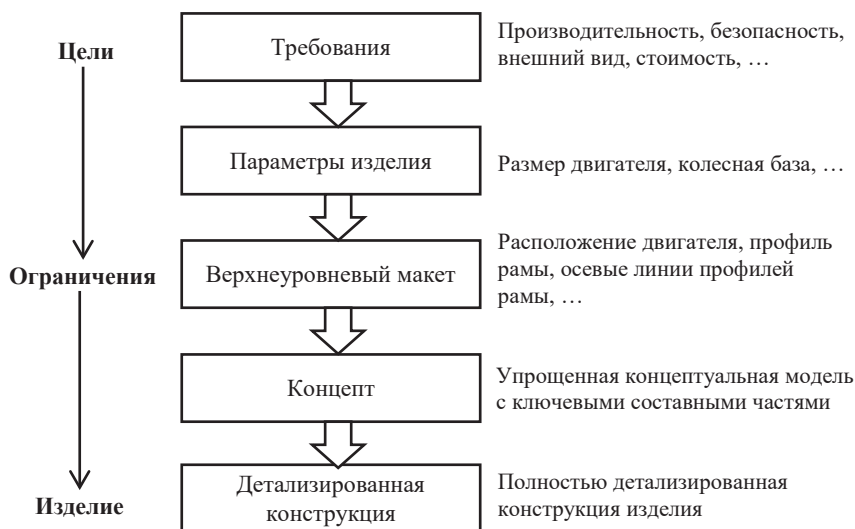 Цели
Требования
Производительность, безопасность,
внешний вид, стоимость, …
Параметры изделия
Размер двигателя, колесная база, …
Ограничения
Верхнеуровневый макет
Расположение двигателя, профиль
рамы, осевые линии профилей
рамы, …
Концепт
Упрощенная концептуальная модель
с ключевыми составными частями
Изделие
Детализированная
конструкция
Полностью детализированная
конструкция изделия